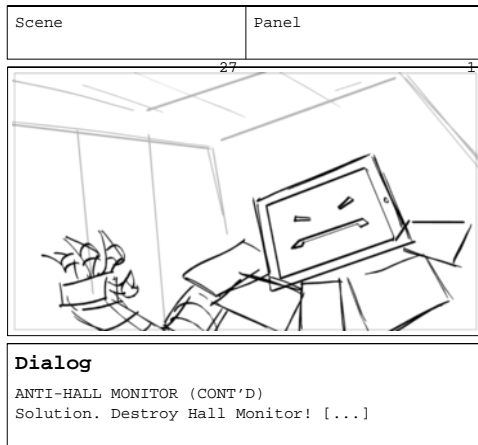 Scene
Panel
27
1
Dialog
ANTI-HALL MONITOR (CONT'D)
Solution. Destroy Hall Monitor! [...]